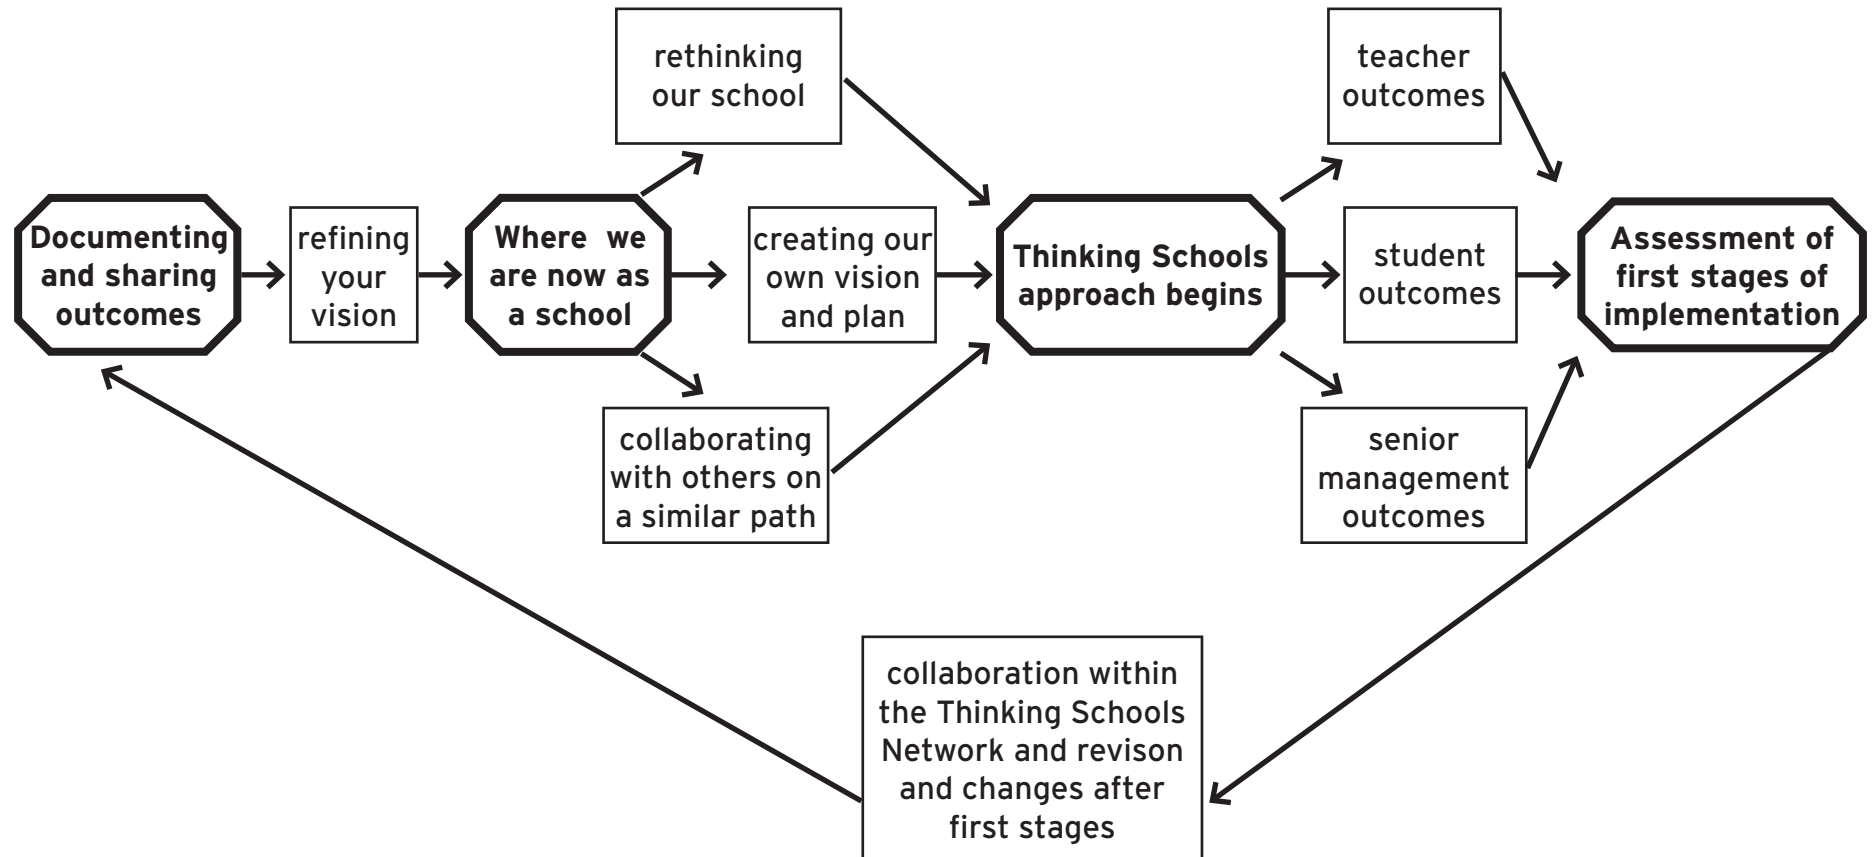 rethinking
our school
teacher
outcomes
Documenting
and sharing
outcomes
refining
your
vision
Where we
are now as
a school
creating our
own vision
and plan
Thinking Schools
approach begins
student
outcomes
Assessment of
first stages of
implementation
collaborating
with others on
a similar path
senior
management
outcomes
collaboration within
the Thinking Schools
Network and revison
and changes after
first stages